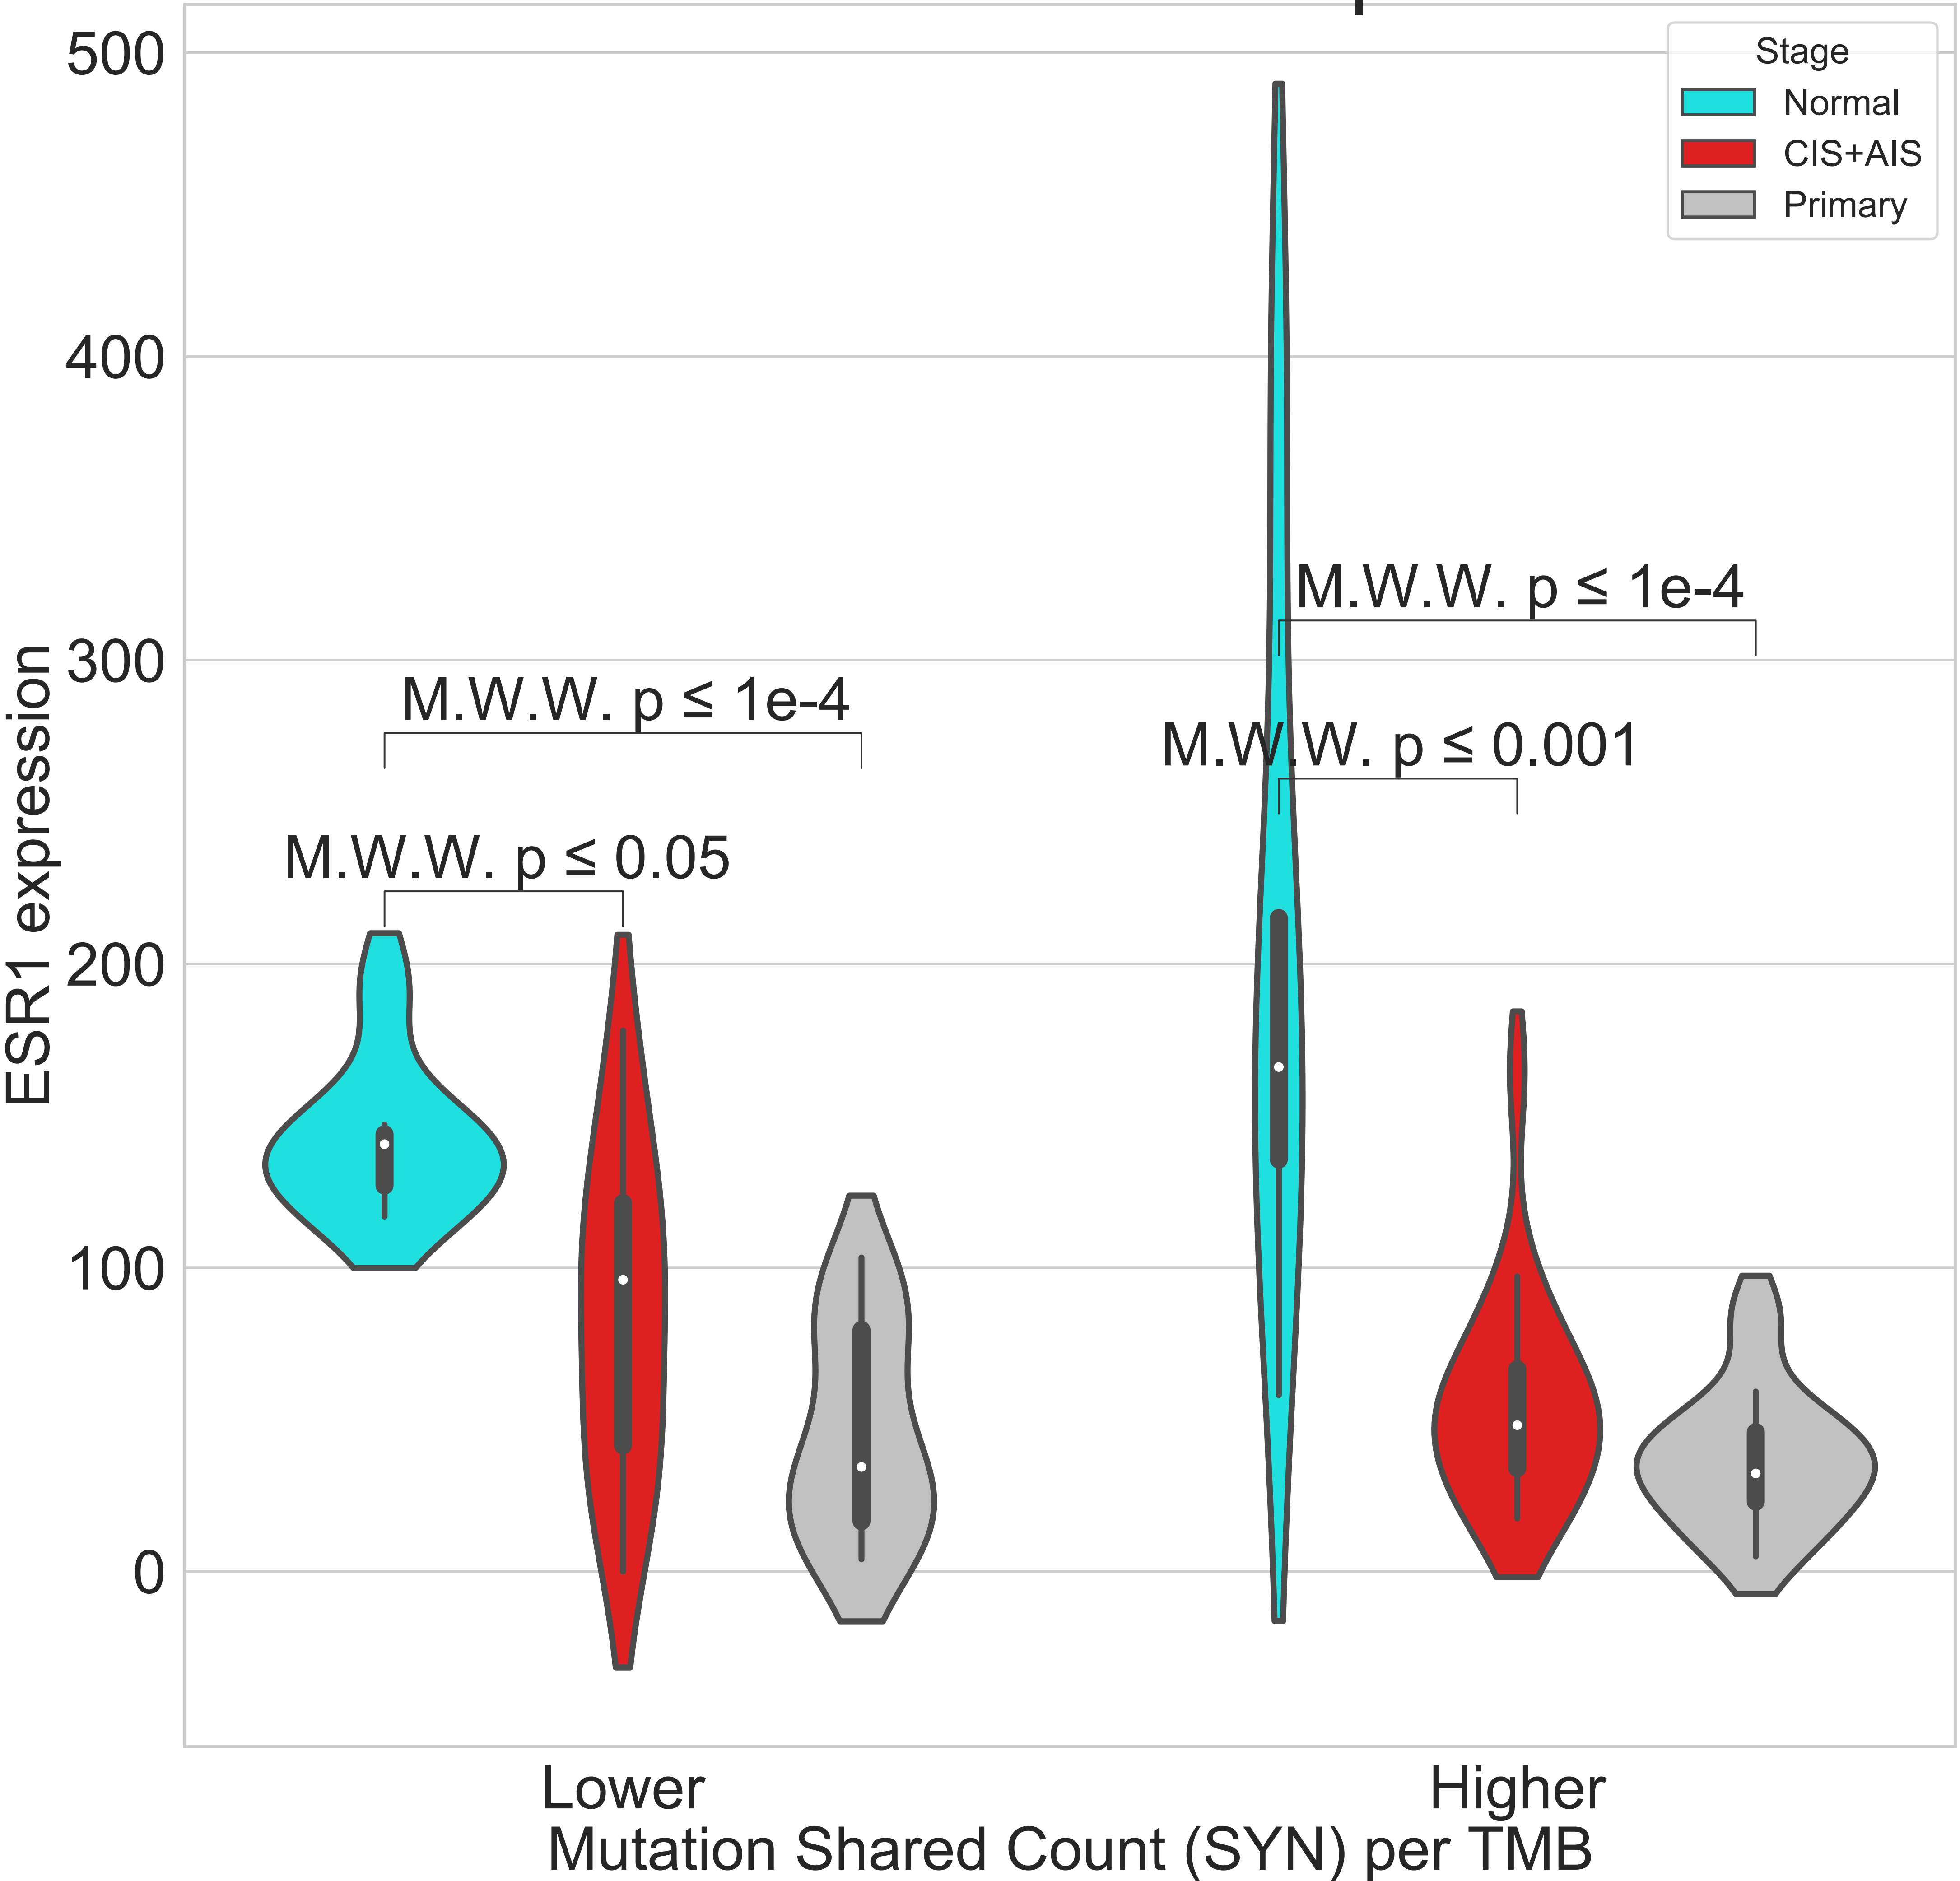 500
400
300
200
100
0
ESR1 expression
Stage
Normal
CIS+AIS
Primary
M.W.W. p ≤ 1e-4
M.W.W. p ≤ 1e-4
M.W.W. p ≤ 0.001
M.W.W. p ≤ 0.05
Lower
Higher
Mutation Shared Count (SYN) per TMB